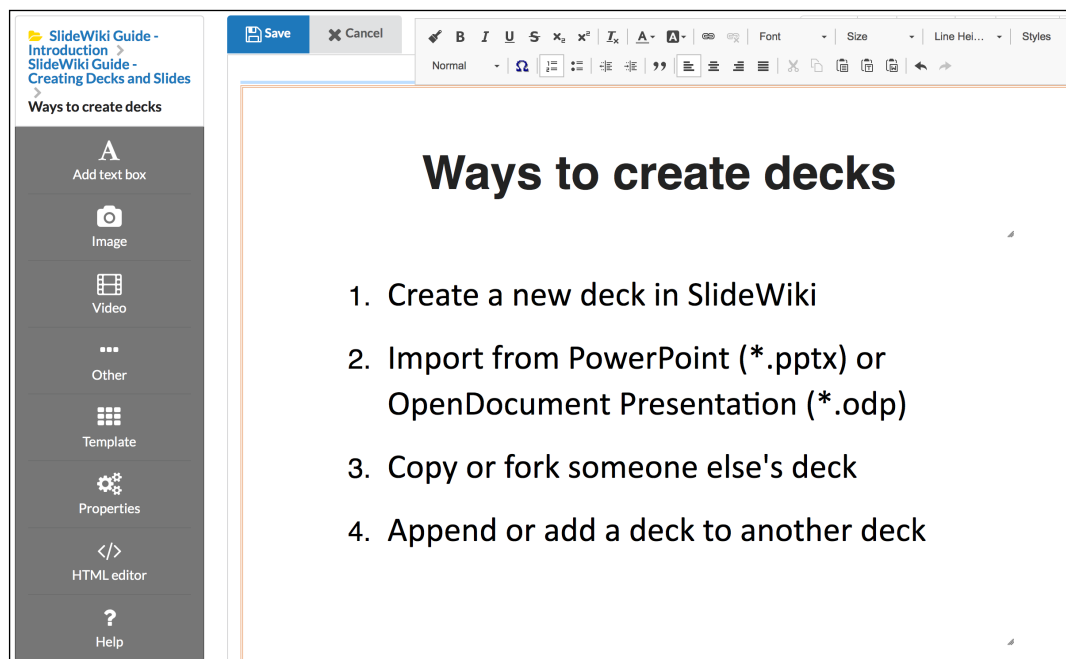 SlideWiki Guide -
Introduction
SlideWiki Guide -
Creating Decks and Slides
Ways to create decks
Add text box
Image
Video
Other
Template
Properties
HTML editor
Help
Save
Cancel
B I U S x₂ x² Tx A A Font Size Line Hei... Styles
Normal Ω
Ways to create decks
1. Create a new deck in SlideWiki
2. Import from PowerPoint (*.pptx) or
OpenDocument Presentation (*.odp)
3. Copy or fork someone else's deck
4. Append or add a deck to another deck